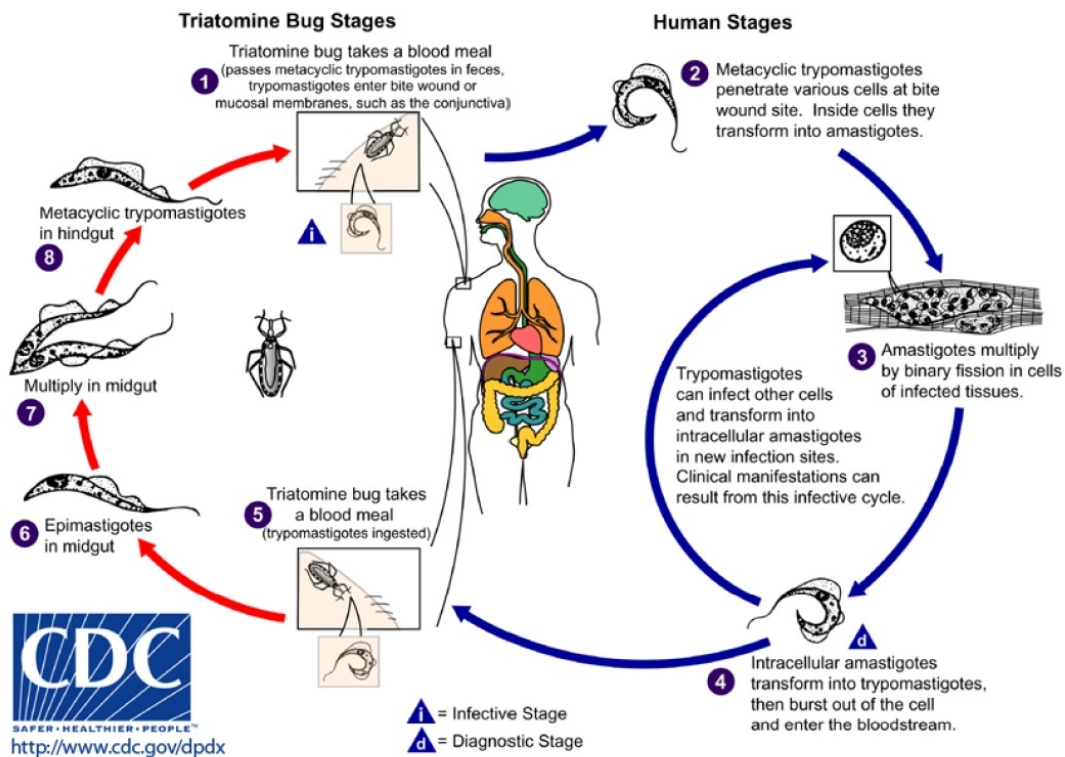 Triatomine Bug Stages
Human Stages
Triatomine bug takes a blood meal
1
(passes metacyclic trypomastigotes in feces,
trypomastigotes enter bite wound or
mucosal membranes, such as the conjunctiva)
i
2
Metacyclic trypomastigotes
penetrate various cells at bite
wound site. Inside cells they
transform into amastigotes.
3
Amastigotes multiply
by binary fission in cells
of infected tissues.
Trypomastigotes
can infect other cells
and transform into
intracellular amastigotes
in new infection sites.
Clinical manifestations can
result from this infective cycle.
d
4
Intracellular amastigotes
transform into trypomastigotes,
then burst out of the cell
and enter the bloodstream.
Triatomine bug takes
5
a blood meal
(trypomastigotes ingested)
6
Epimastigotes
in midgut
Multiply in midgut
7
Metacyclic trypomastigotes
in hindgut
8
i = Infective Stage
d = Diagnostic Stage
CDC
SAFER•HEALTHIER•PEOPLE™
http://www.cdc.gov/dpdx